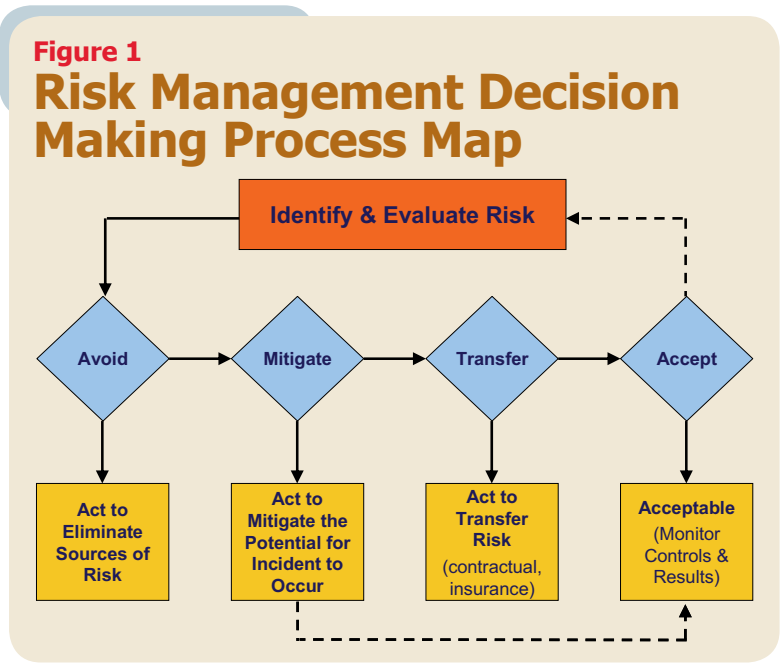 Figure 1
Risk Management Decision
Making Process Map
Identify & Evaluate Risk
Avoid
Mitigate
Transfer
Accept
Act to
Eliminate
Sources of
Risk
Act to
Mitigate the
Potential for
Incident to
Occur
Act to
Transfer
Risk
(contractual,
insurance)
Acceptable
(Monitor
Controls &
Results)